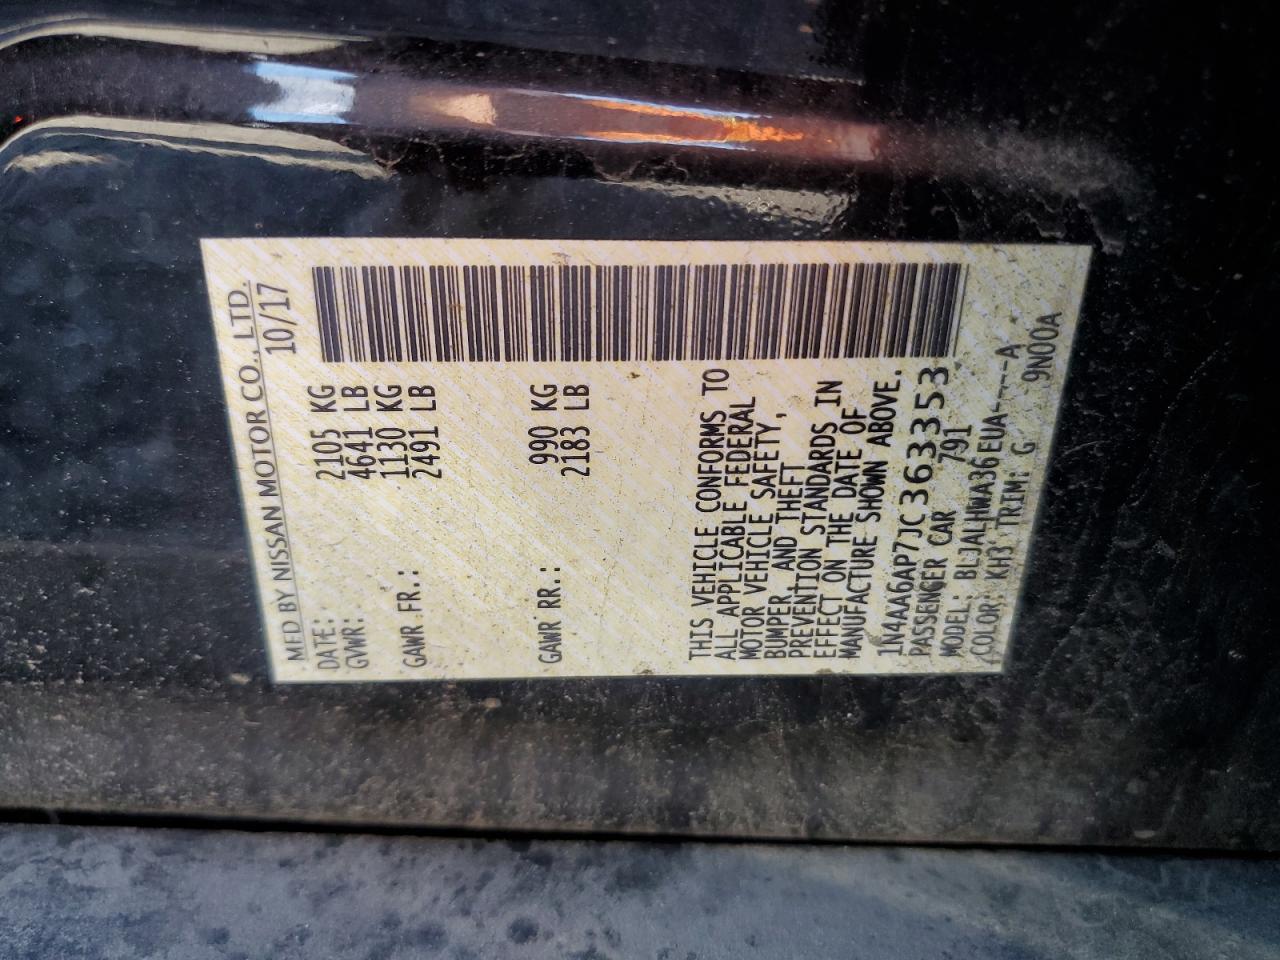 MFD BY NISSAN MOTOR CO., LTD.
DATE: 10/17
GVWR: 2105 KG
4641 LB
GAWR FR.: 1130 KG
2491 LB
GAWR RR.: 990 KG
2183 LB
THIS VEHICLE CONFORMS TO
ALL APPLICABLE FEDERAL
MOTOR VEHICLE SAFETY,
BUMPER, AND THEFT
PREVENTION STANDARDS IN
EFFECT ON THE DATE OF
MANUFACTURE SHOWN ABOVE.
1N4AA6AP7JC363353
PASSENGER CAR 791
MODEL: BLJALHWA36EUA-----A
COLOR: KH3 TRIM: G 9N00A